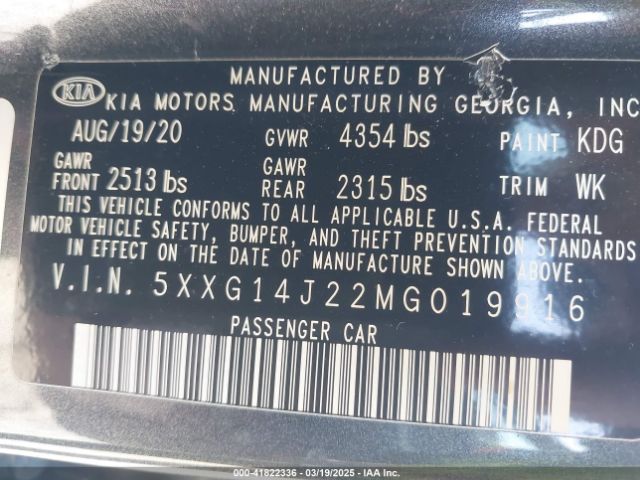 MANUFACTURED BY
KIA KIA MOTORS MANUFACTURING GEORGIA, INC
AUG/19/20 GVWR 4354 lbs PAINT KDG
GAWR FRONT 2513 lbs GAWR REAR 2315 lbs TRIM WK
THIS VEHICLE CONFORMS TO ALL APPLICABLE U.S.A. FEDERAL
MOTOR VEHICLE SAFETY, BUMPER, AND THEFT PREVENTION STANDARDS
IN EFFECT ON THE DATE OF MANUFACTURE SHOWN ABOVE.
V.I.N. 5XXG14J22MG019916
PASSENGER CAR
000-41822336 - 03/19/2025 - IAA Inc.